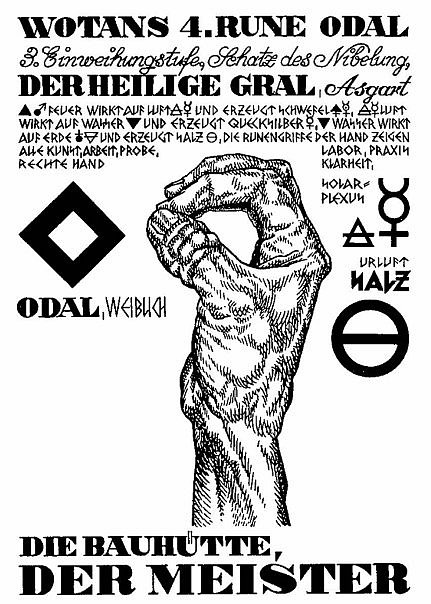 WOTANS 4. RUNE ODAL
3. Einweihungstufe, Schatz des Nibelung,
DER HEILIGE GRAL, Asgart
🜂♂ FEUER WIRKT AUF LUFT 🜁☿ UND ERZEUGT SCHWEFEL 🜍☿, 🜁☿ LUFT
WIRKT AUF WASSER ▼ UND ERZEUGT QUECKSILBER ☿, ▼ WASSER WIRKT
AUF ERDE UND ERZEUGT SALZ ⊖, DIE RUNENGRIFFE DER HAND ZEIGEN
ALLE KUNST, ARBEIT, PROBE, LABOR, PRAXIS
RECHTE HAND KLARHEIT,
SOLAR=
PLEXUS
URLUFT
SALZ
ODAL, WEIBLICH
DIE BAUHÜTTE,
DER MEISTER